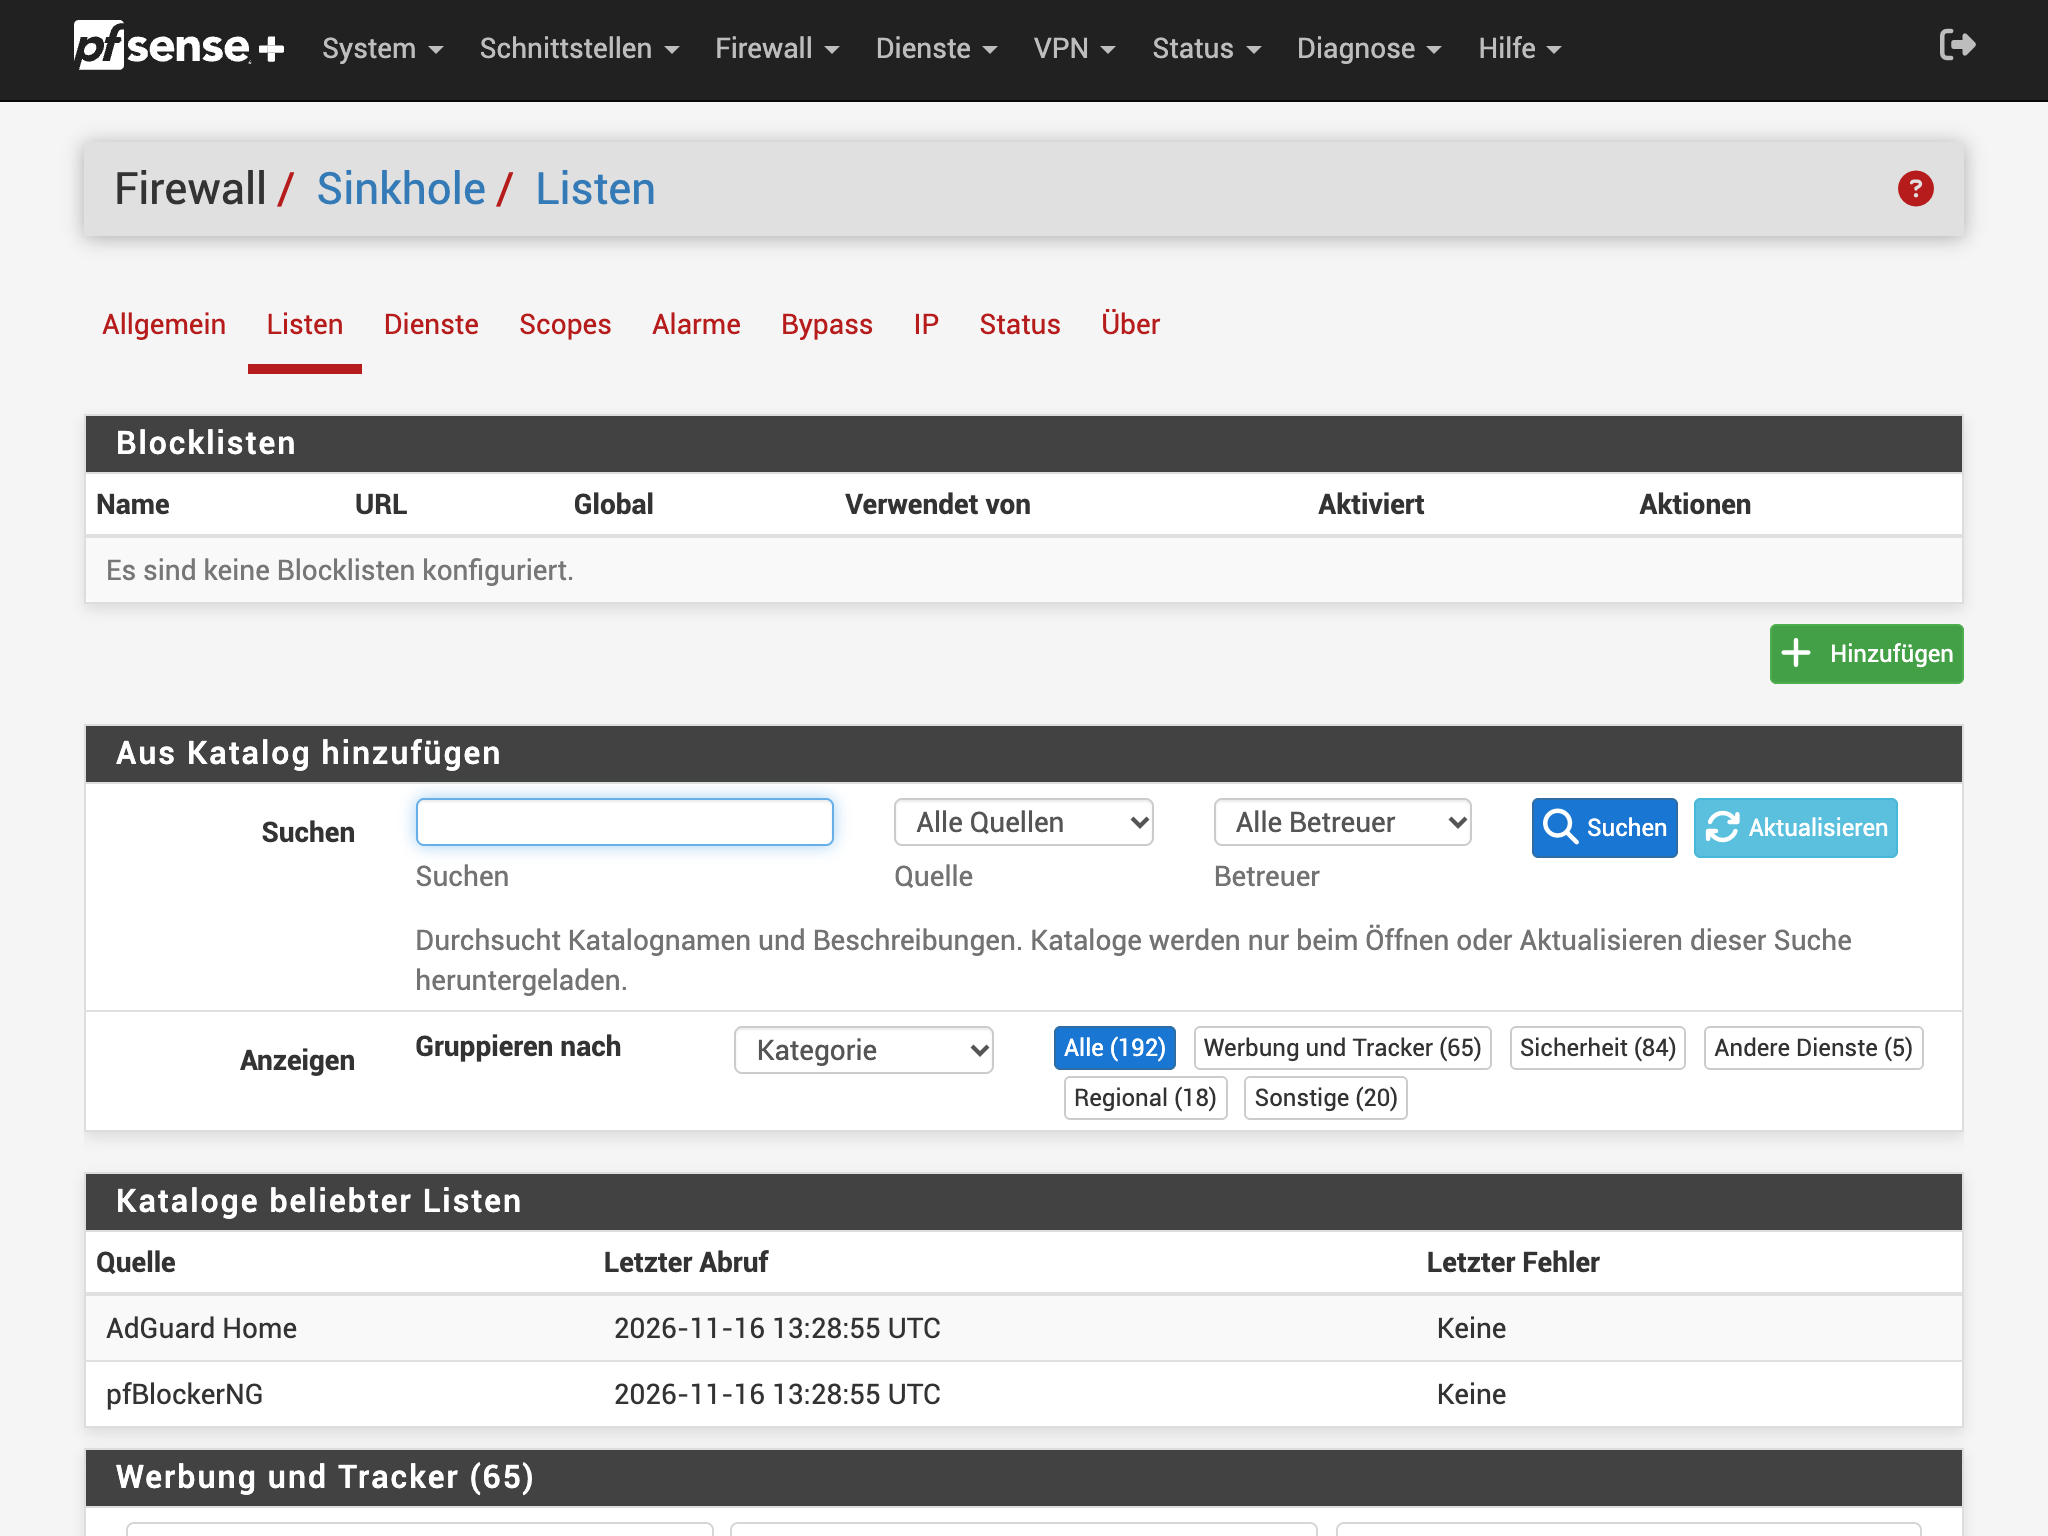 pfsense+ System Schnittstellen Firewall Dienste VPN Status Diagnose Hilfe
Firewall / Sinkhole / Listen
Allgemein Listen Dienste Scopes Alarme Bypass IP Status Über
Blocklisten
Name URL Global Verwendet von Aktiviert Aktionen
Es sind keine Blocklisten konfiguriert.
Hinzufügen
Aus Katalog hinzufügen
Suchen Alle Quellen Alle Betreuer Suchen Aktualisieren
Suchen Quelle Betreuer
Durchsucht Katalognamen und Beschreibungen. Kataloge werden nur beim Öffnen oder Aktualisieren dieser Suche
heruntergeladen.
Anzeigen Gruppieren nach Kategorie Alle (192) Werbung und Tracker (65) Sicherheit (84) Andere Dienste (5)
Regional (18) Sonstige (20)
Kataloge beliebter Listen
Quelle Letzter Abruf Letzter Fehler
AdGuard Home 2026-11-16 13:28:55 UTC Keine
pfBlockerNG 2026-11-16 13:28:55 UTC Keine
Werbung und Tracker (65)